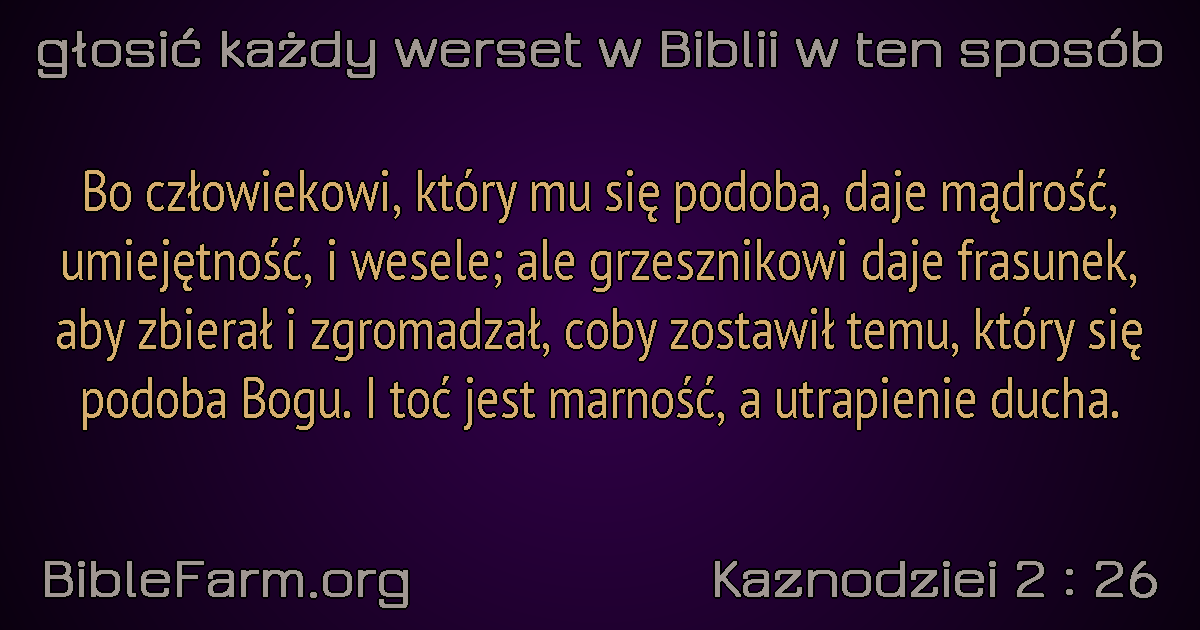 głosić każdy werset w Biblii w ten sposób
Bo człowiekowi, który mu się podoba, daje mądrość,
umiejętność, i wesele; ale grzesznikowi daje frasunek,
aby zbierał i zgromadzał, coby zostawił temu, który się
podoba Bogu. I toć jest marność, a utrapienie ducha.
BibleFarm.org
Kaznodziei 2 : 26